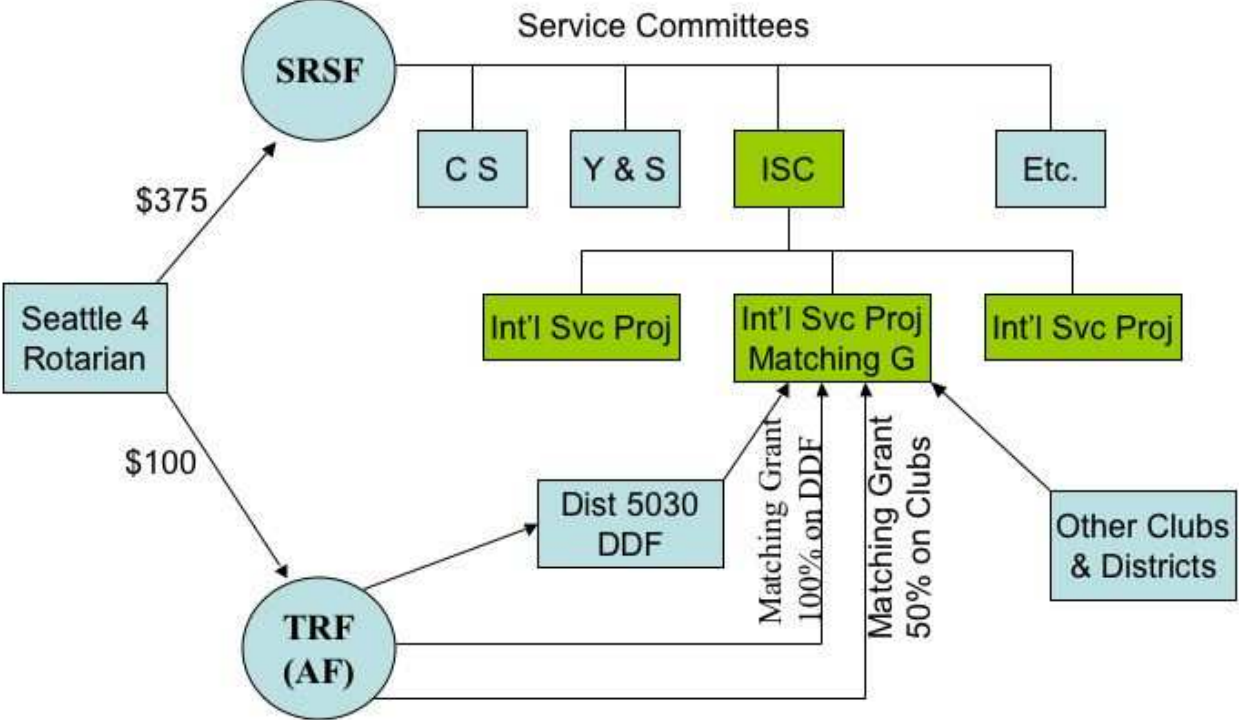 Service Committees
SRSF
C S
Y & S
ISC
Etc.
$375
Seattle 4
Rotarian
Int'l Svc Proj
Int'l Svc Proj
Matching G
Int'l Svc Proj
$100
Dist 5030
DDF
Matching Grant
100% on DDF
Matching Grant
50% on Clubs
Other Clubs
& Districts
TRF
(AF)